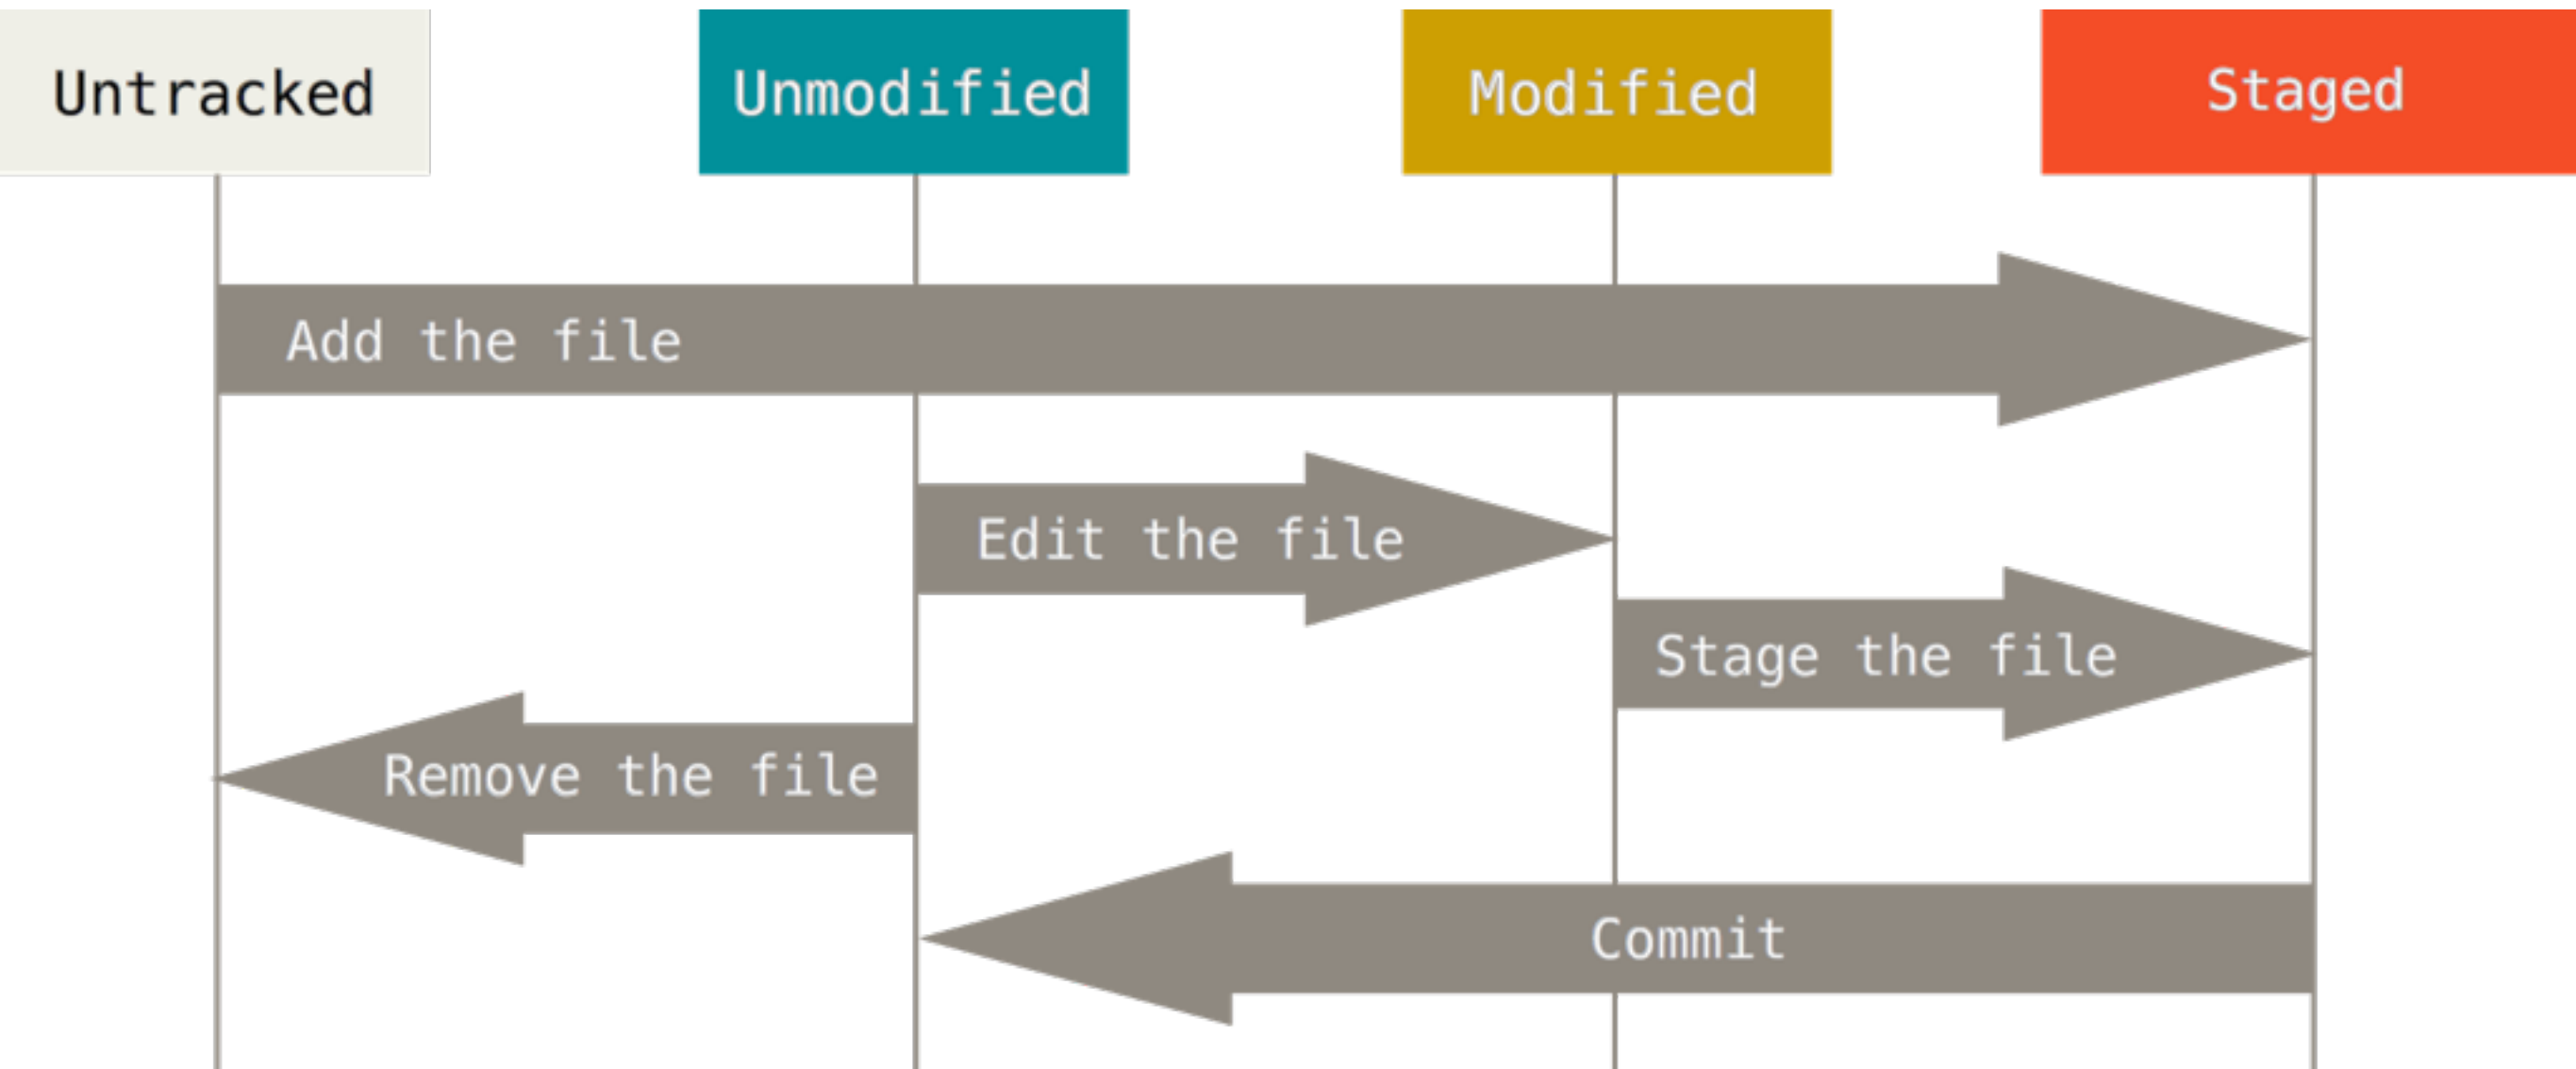 Untracked
Unmodified
Modified
Staged
Add the file
Edit the file
Stage the file
Remove the file
Commit